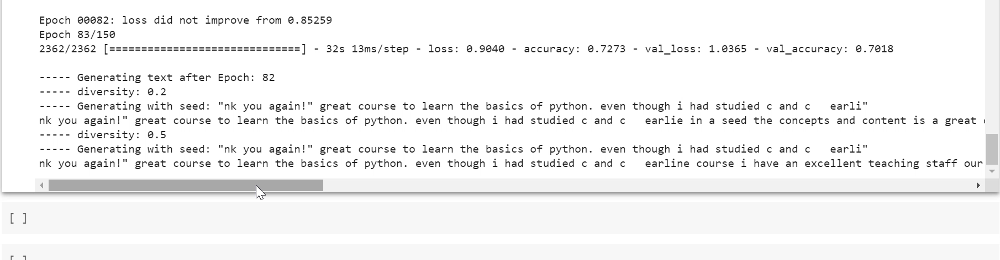 Epoch 00082: loss did not improve from 0.85259
Epoch 83/150
2362/2362 [==============================] - 32s 13ms/step - loss: 0.9040 - accuracy: 0.7273 - val_loss: 1.0365 - val_accuracy: 0.7018
----- Generating text after Epoch: 82
----- diversity: 0.2
----- Generating with seed: "nk you again!" great course to learn the basics of python. even though i had studied c and c   earli"
nk you again!" great course to learn the basics of python. even though i had studied c and c   earlie in a seed the concepts and content is a great
----- diversity: 0.5
----- Generating with seed: "nk you again!" great course to learn the basics of python. even though i had studied c and c   earli"
nk you again!" great course to learn the basics of python. even though i had studied c and c   earline course i have an excellent teaching staff our
[ ]
[ ]